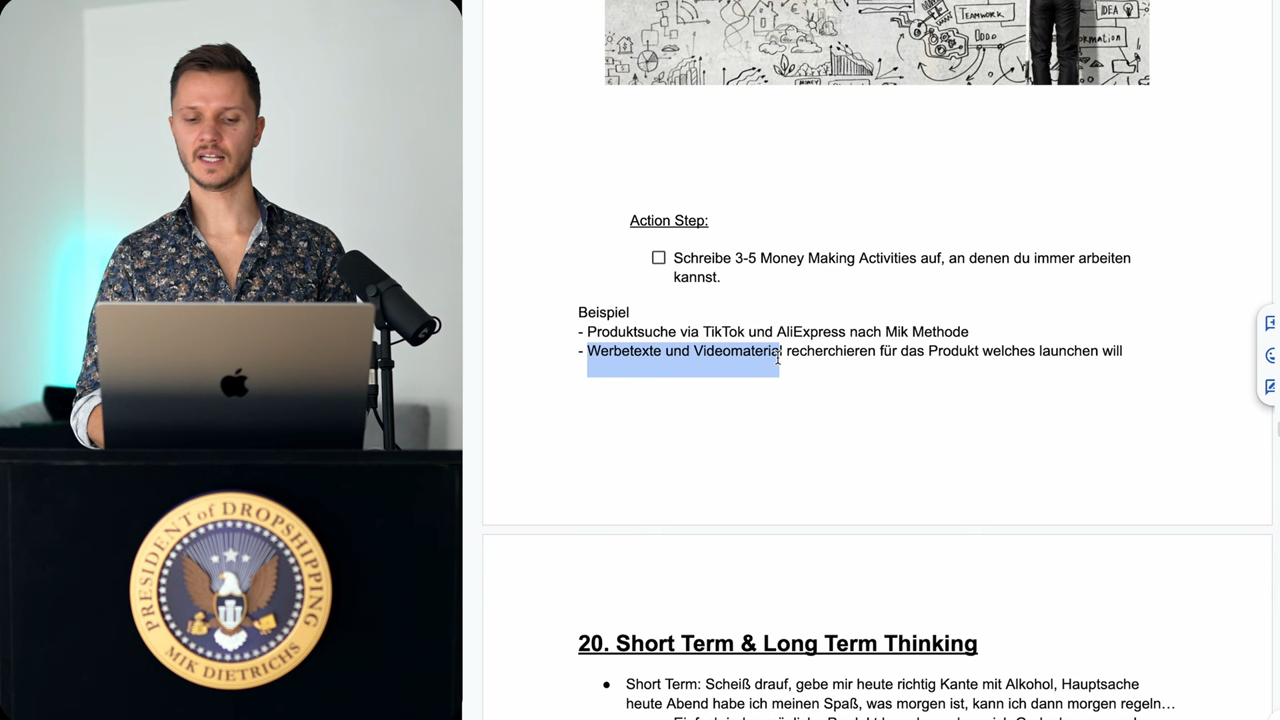 TEAMWORK
IDEA
MONEY
Action Step:
Schreibe 3-5 Money Making Activities auf, an denen du immer arbeiten
kannst.
Beispiel
- Produktsuche via TikTok und AliExpress nach Mik Methode
- Werbetexte und Videomaterial recherchieren für das Produkt welches launchen will
PRESIDENT of DROPSHIPPING
MIK DIETRICHS
20. Short Term & Long Term Thinking
● Short Term: Scheiß drauf, gebe mir heute richtig Kante mit Alkohol, Hauptsache
heute Abend habe ich meinen Spaß, was morgen ist, kann ich dann morgen regeln…